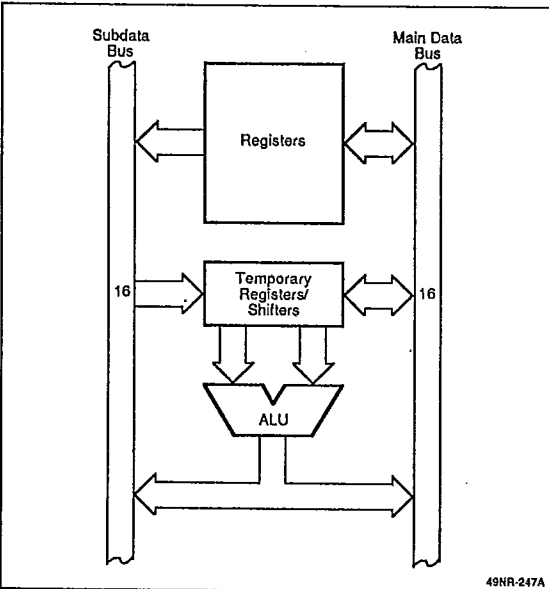 Subdata
Bus
Main Data
Bus
Registers
16
Temporary
Registers/
Shifters
16
ALU
49NR-247A